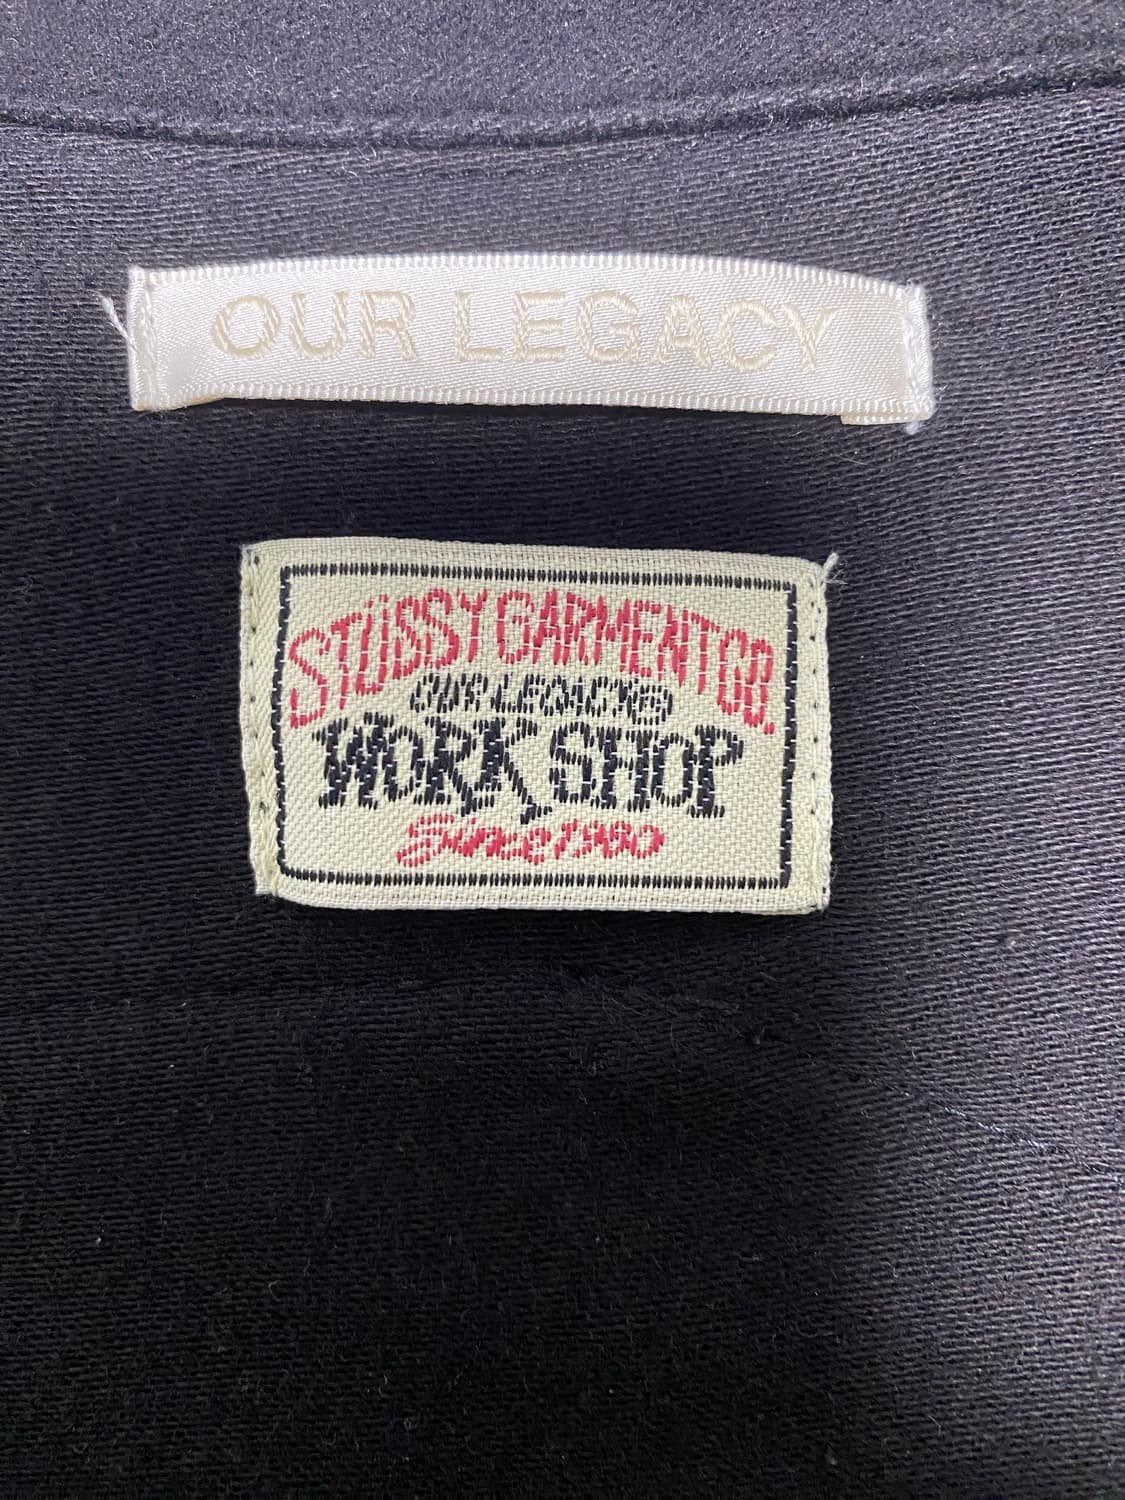 OUR LEGACY
STÜSSY GARMENT CO.
OUR LEGACY
WORK SHOP
Since 1980